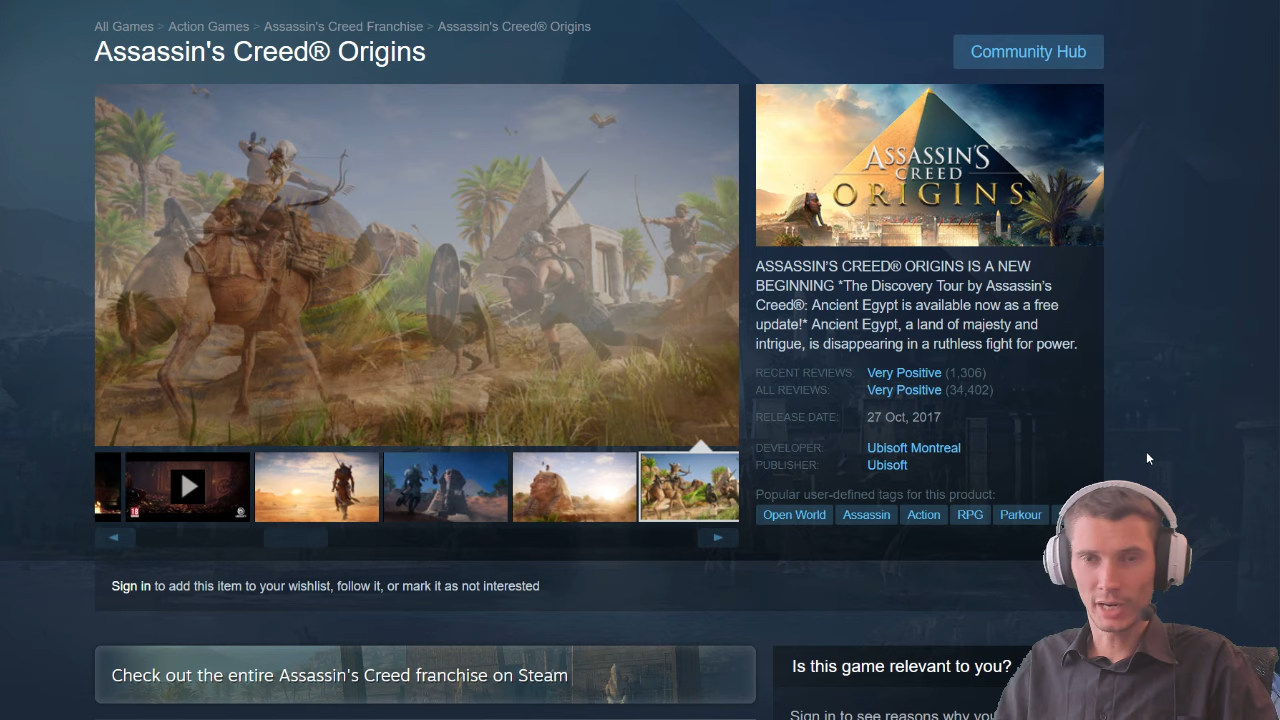 All Games > Action Games > Assassin's Creed Franchise > Assassin's Creed® Origins
Assassin's Creed® Origins
Community Hub
ASSASSIN'S
CREED
ORIGINS
ASSASSIN'S CREED® ORIGINS IS A NEW
BEGINNING *The Discovery Tour by Assassin's
Creed®: Ancient Egypt is available now as a free
update!* Ancient Egypt, a land of majesty and
intrigue, is disappearing in a ruthless fight for power.
RECENT REVIEWS: Very Positive (1,306)
ALL REVIEWS: Very Positive (34,402)
RELEASE DATE: 27 Oct, 2017
DEVELOPER: Ubisoft Montreal
PUBLISHER: Ubisoft
Popular user-defined tags for this product:
Open World Assassin Action RPG Parkour
18
Sign in to add this item to your wishlist, follow it, or mark it as not interested
Check out the entire Assassin's Creed franchise on Steam
Is this game relevant to you?
Sign in to see reasons why you